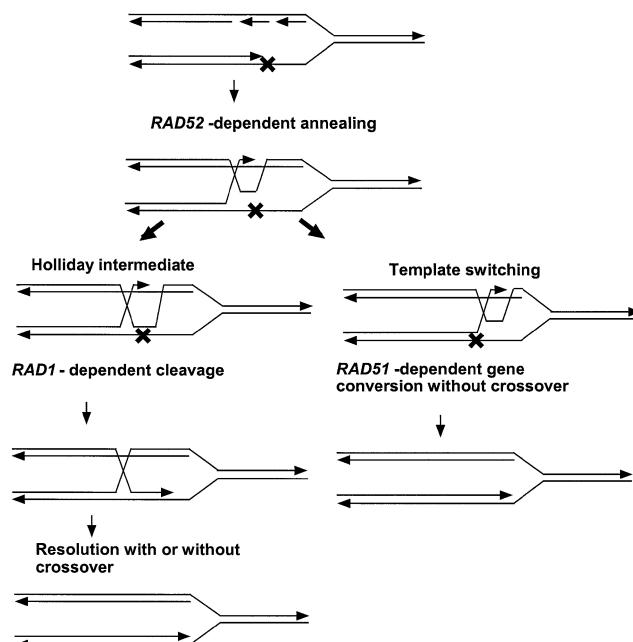 RAD52 -dependent annealing
Holliday intermediate
Template switching
RAD1 - dependent cleavage
RAD51 -dependent gene
conversion without crossover
Resolution with or without
crossover